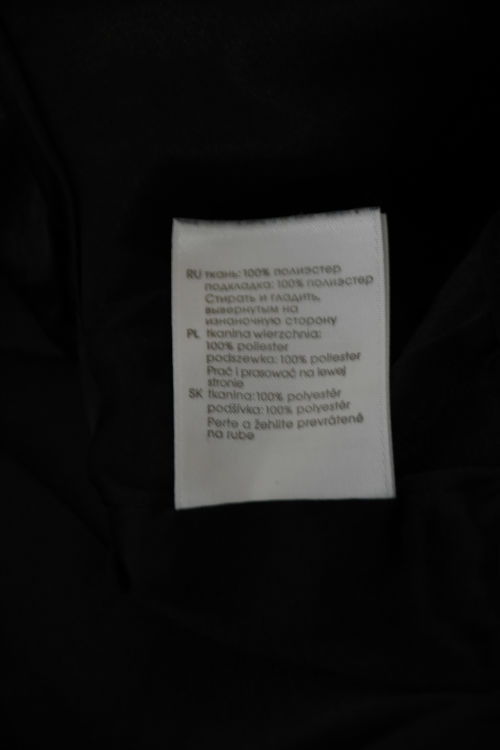 RU ткань: 100% полиэстер
подкладка: 100% полиэстер
Стирать и гладить,
вывернутым на
изнаночную сторону
PL tkanina wierzchnia:
100% poliester
podszewka: 100% poliester
Prać i prasować na lewej
stronie
SK tkanina: 100% polyestér
podšívka: 100% polyestér
Perte a žehlite prevrátené
na rube